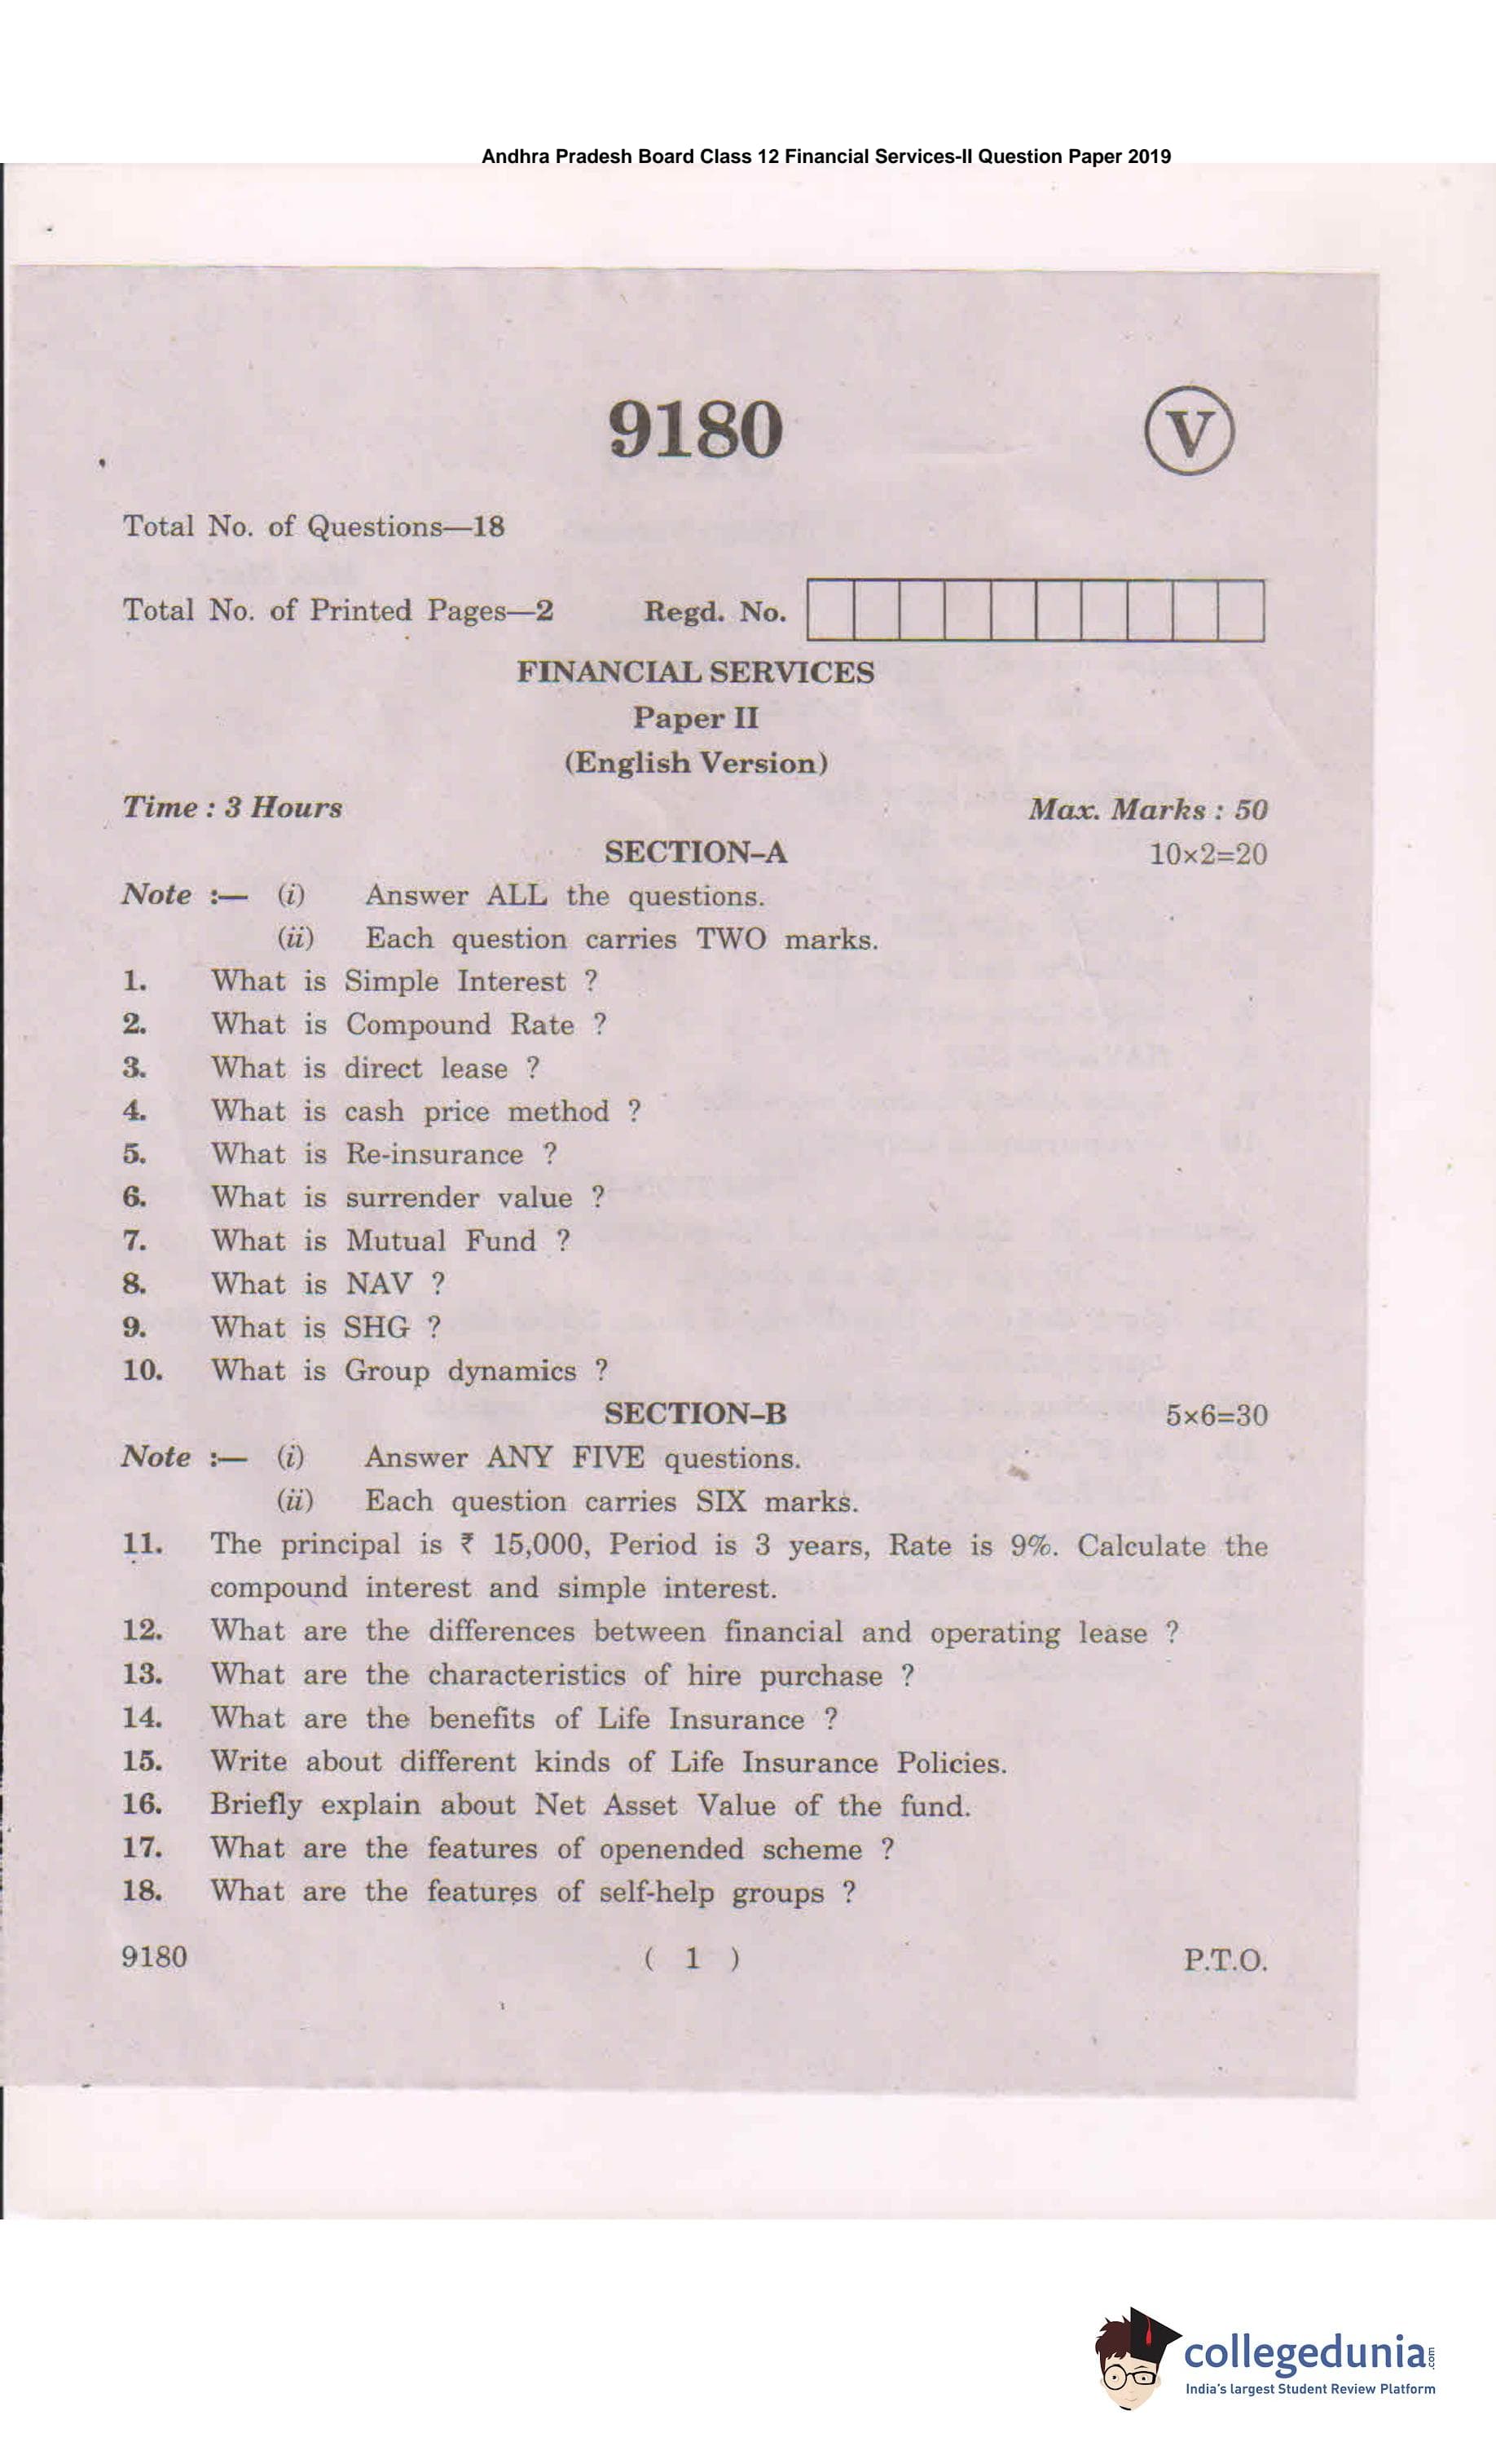 Andhra Pradesh Board Class 12 Financial Services-II Question Paper 2019
9180
V
Total No. of Questions—18
Total No. of Printed Pages—2 Regd. No.
FINANCIAL SERVICES
Paper II
(English Version)
Time : 3 Hours Max. Marks : 50
SECTION–A 10×2=20
Note :— (i) Answer ALL the questions.
(ii) Each question carries TWO marks.
1. What is Simple Interest ?
2. What is Compound Rate ?
3. What is direct lease ?
4. What is cash price method ?
5. What is Re-insurance ?
6. What is surrender value ?
7. What is Mutual Fund ?
8. What is NAV ?
9. What is SHG ?
10. What is Group dynamics ?
SECTION–B 5×6=30
Note :— (i) Answer ANY FIVE questions.
(ii) Each question carries SIX marks.
11. The principal is ₹ 15,000, Period is 3 years, Rate is 9%. Calculate the
compound interest and simple interest.
12. What are the differences between financial and operating lease ?
13. What are the characteristics of hire purchase ?
14. What are the benefits of Life Insurance ?
15. Write about different kinds of Life Insurance Policies.
16. Briefly explain about Net Asset Value of the fund.
17. What are the features of openended scheme ?
18. What are the features of self-help groups ?
9180 ( 1 ) P.T.O.
collegedunia.com
India's largest Student Review Platform